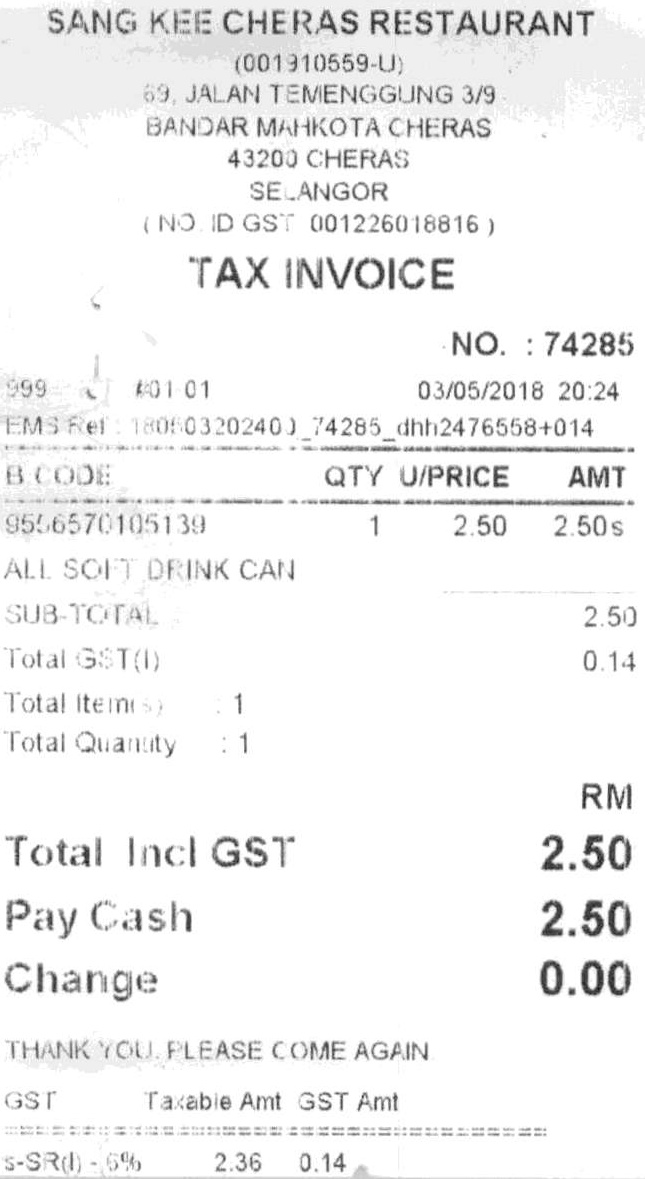 SANG KEE CHERAS RESTAURANT
(001910559-U)
69, JALAN TEMENGGUNG 3/9
BANDAR MAHKOTA CHERAS
43200 CHERAS
SELANGOR
( NO. ID GST 001226018816 )
TAX INVOICE
NO. : 74285
999 #01-01 03/05/2018 20:24
EMS Ref : 180503202400_74285_dhh2476558+014
B CODE QTY U/PRICE AMT
9556570105139 1 2.50 2.50s
ALL SOFT DRINK CAN
SUB-TOTAL 2.50
Total GST(I) 0.14
Total Item(s) : 1
Total Quantity : 1
RM
Total Incl GST 2.50
Pay Cash 2.50
Change 0.00
THANK YOU. PLEASE COME AGAIN
GST Taxable Amt GST Amt
s-SR(I) - 6% 2.36 0.14